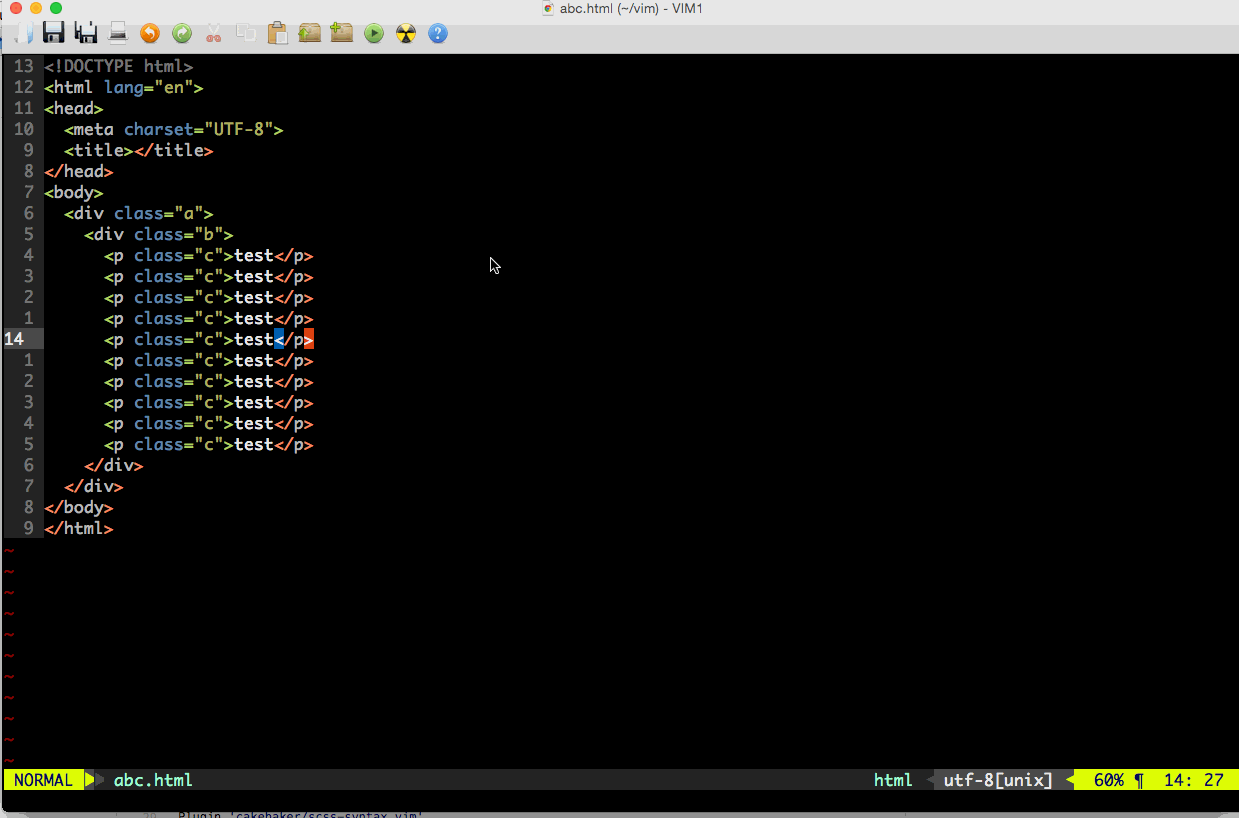 abc.html (~/vim) - VIM1
13 <!DOCTYPE html>
12 <html lang="en">
11 <head>
10   <meta charset="UTF-8">
9   <title></title>
8 </head>
7 <body>
6   <div class="a">
5     <div class="b">
4       <p class="c">test</p>
3       <p class="c">test</p>
2       <p class="c">test</p>
1       <p class="c">test</p>
14       <p class="c">test</p>
1       <p class="c">test</p>
2       <p class="c">test</p>
3       <p class="c">test</p>
4       <p class="c">test</p>
5       <p class="c">test</p>
6     </div>
7   </div>
8 </body>
9 </html>
~
~
~
~
~
~
~
~
~
~
~
NORMAL abc.html html utf-8[unix] 60% ¶ 14: 27
Plugin 'cakebaker/scss-syntax.vim'